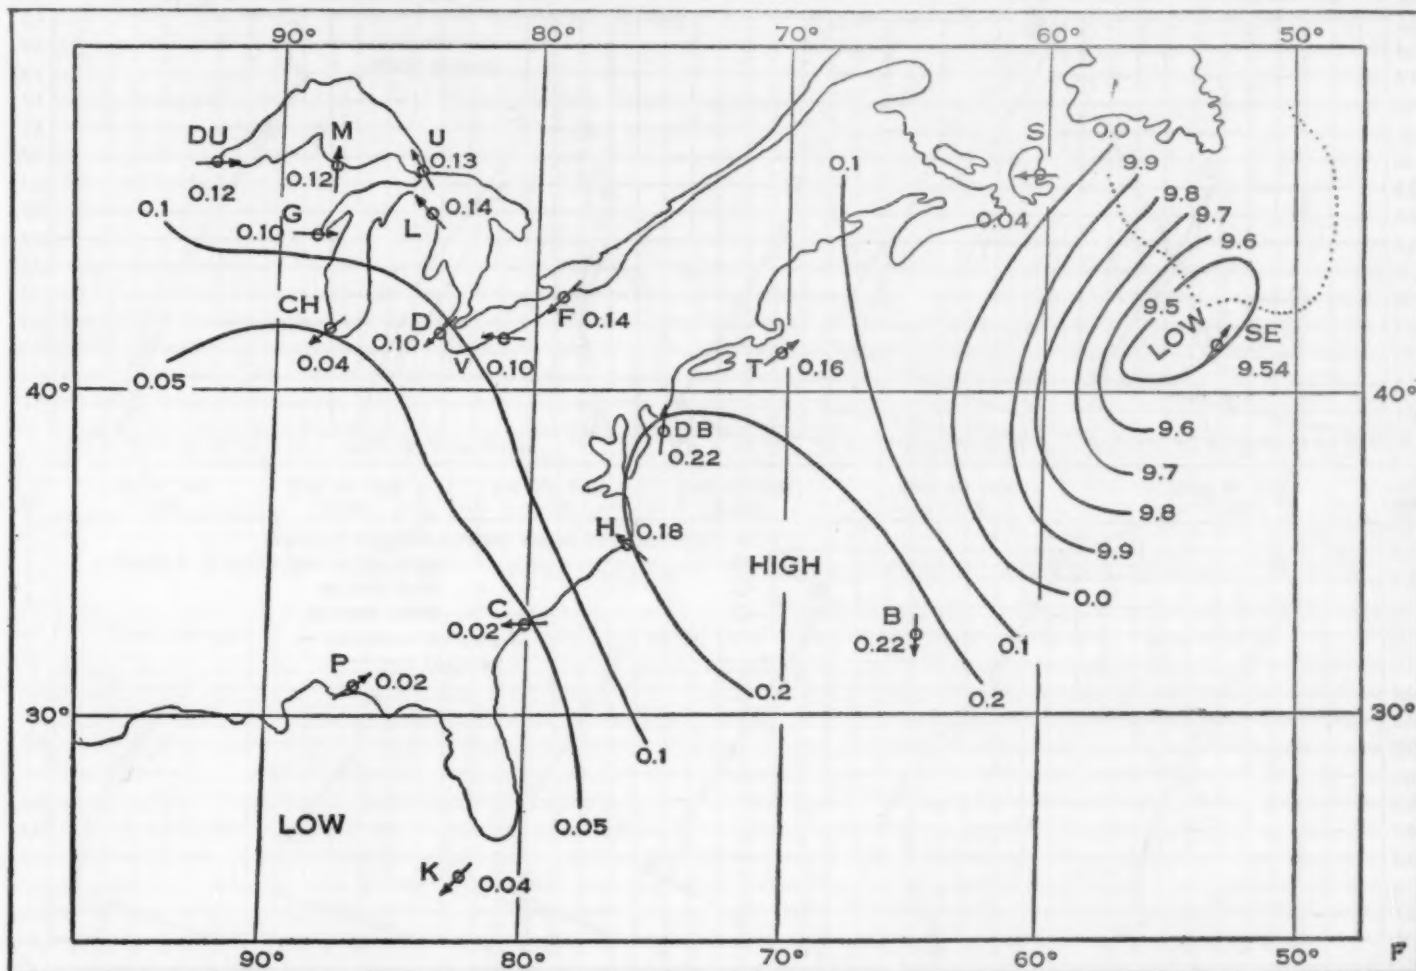 90° 80° 70° 60° 50°
DU M U S 0.0
0.12 0.12 0.13 0.1 9.9
0.1 G 0.14 9.8
0.10 L 0.04 9.7
9.6
CH D F 0.14 9.5 LOW SE
0.04 0.10 Y 0.10 T 0.16 9.54
0.05
40° 40°
DB 9.6
0.22 9.7
H 0.18 9.8
HIGH 9.9
C 0.0
0.02 B
0.22 0.1
P 0.02 0.2 0.2
30° 30°
0.1
LOW 0.05
K 0.04
90° 80° 70° 60° 50° F